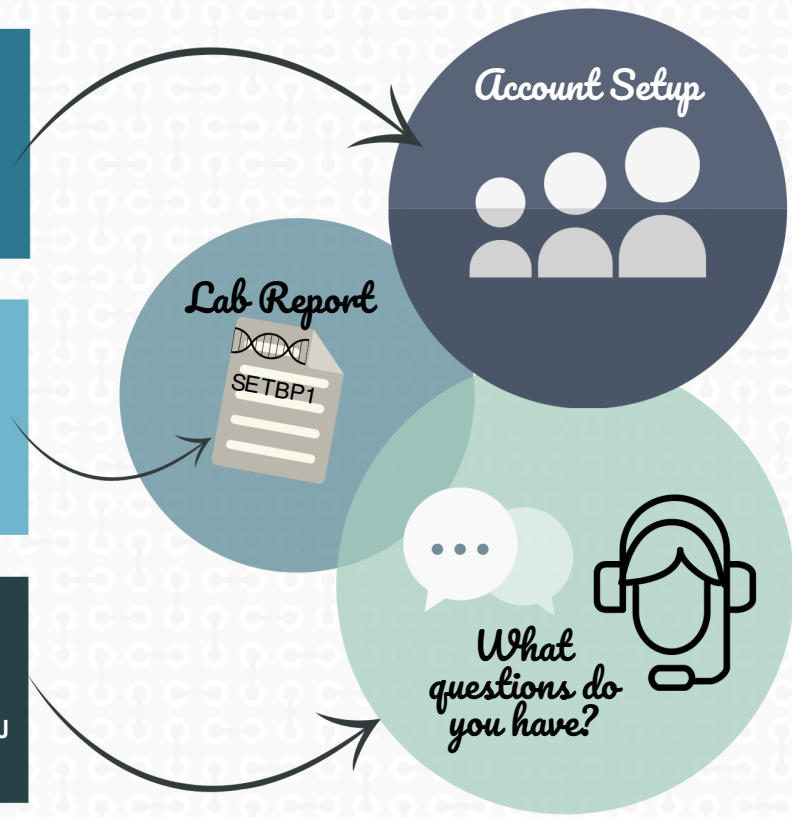 Account Setup
Lab Report
SETBP1
What
questions do
you have?